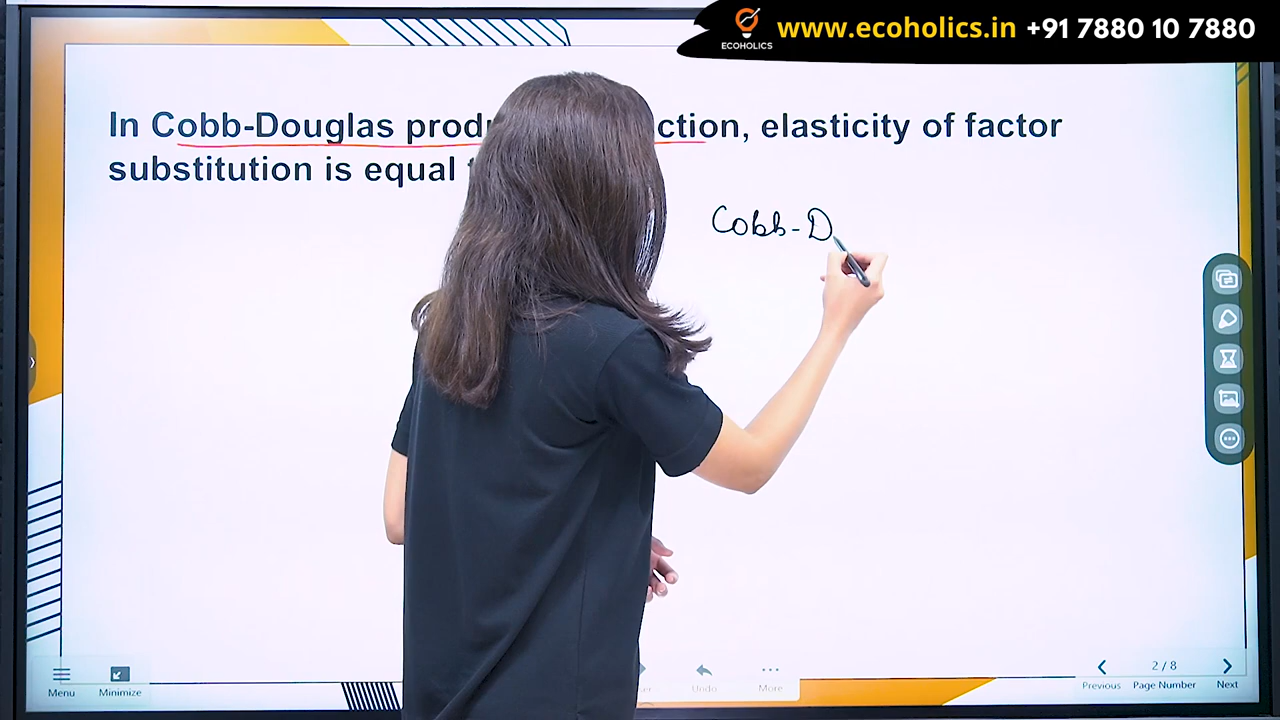 ECOHOLICS
www.ecoholics.in +91 7880 10 7880
In Cobb-Douglas prod ction, elasticity of factor
substitution is equal
Cobb-D
Menu
Minimize
Undo
More
Previous
2/8
Page Number
Next